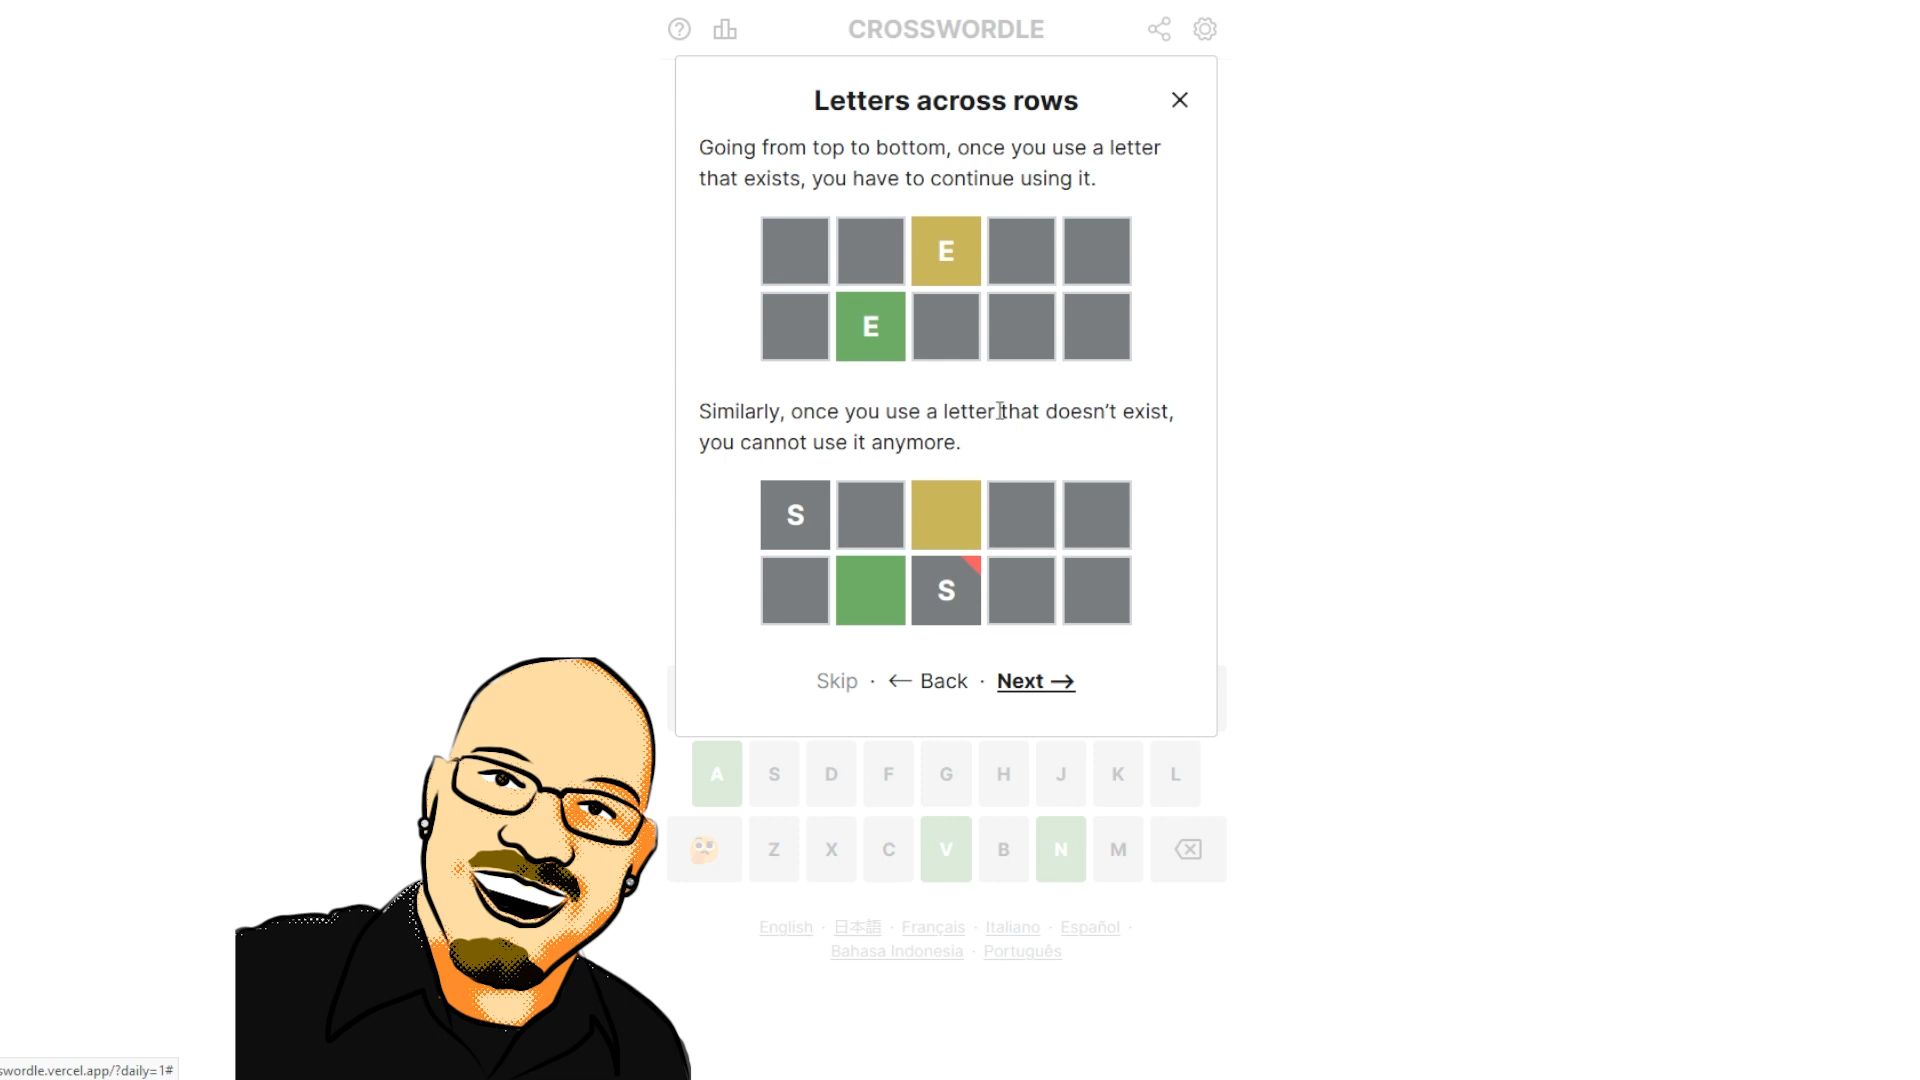 CROSSWORDLE
Letters across rows
Going from top to bottom, once you use a letter
that exists, you have to continue using it.
E
E
Similarly, once you use a letter that doesn't exist,
you cannot use it anymore.
S
S
Skip · ← Back · Next →
A S D F G H J K L
Z X C V B N M
English · 日本語 · Français · Italiano · Español ·
Bahasa Indonesia · Português
swordle.vercel.app/?daily=1#